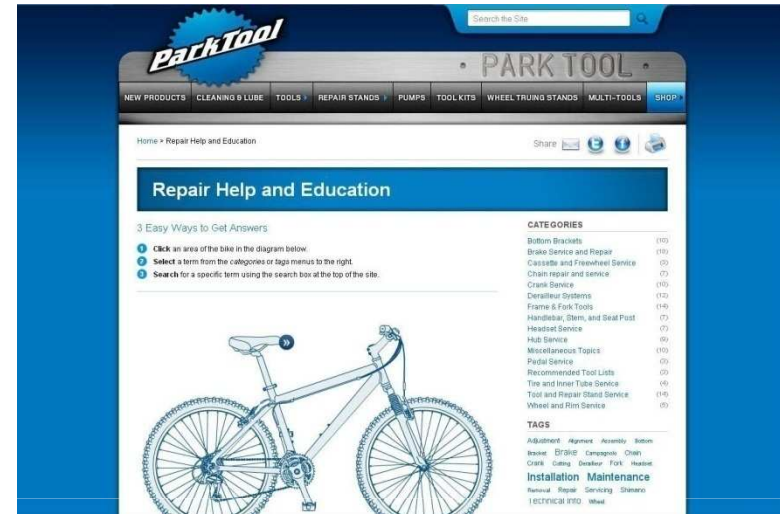 Search the Site
ParkTool
PARK TOOL
NEW PRODUCTS CLEANING & LUBE TOOLS REPAIR STANDS PUMPS TOOL KITS WHEEL TRUING STANDS MULTI-TOOLS SHOP
Home > Repair Help and Education
Share
Repair Help and Education
3 Easy Ways to Get Answers
1 Click an area of the bike in the diagram below.
2 Select a term from the categories or tags menus to the right.
3 Search for a specific term using the search box at the top of the site.
CATEGORIES
Bottom Brackets (10)
Brake Service and Repair
Cassette and Freewheel Service
Chain repair and service (7)
Crank Service (10)
Derailleur Systems (12)
Frame & Fork Tools (14)
Handlebar, Stem, and Seat Post (7)
Headset Service (7)
Hub Service
Miscellaneous Topics (10)
Pedal Service (3)
Recommended Tool Lists (3)
Tire and Inner Tube Service (4)
Tool and Repair Stand Service (14)
Wheel and Rim Service
TAGS
Adjustment Alignment Assembly Bottom
Bracket Brake Campagnolo Chain
Crank Cutting Derailleur Fork Headset
Installation Maintenance
Removal Repair Servicing Shimano
Technical Info Wheel